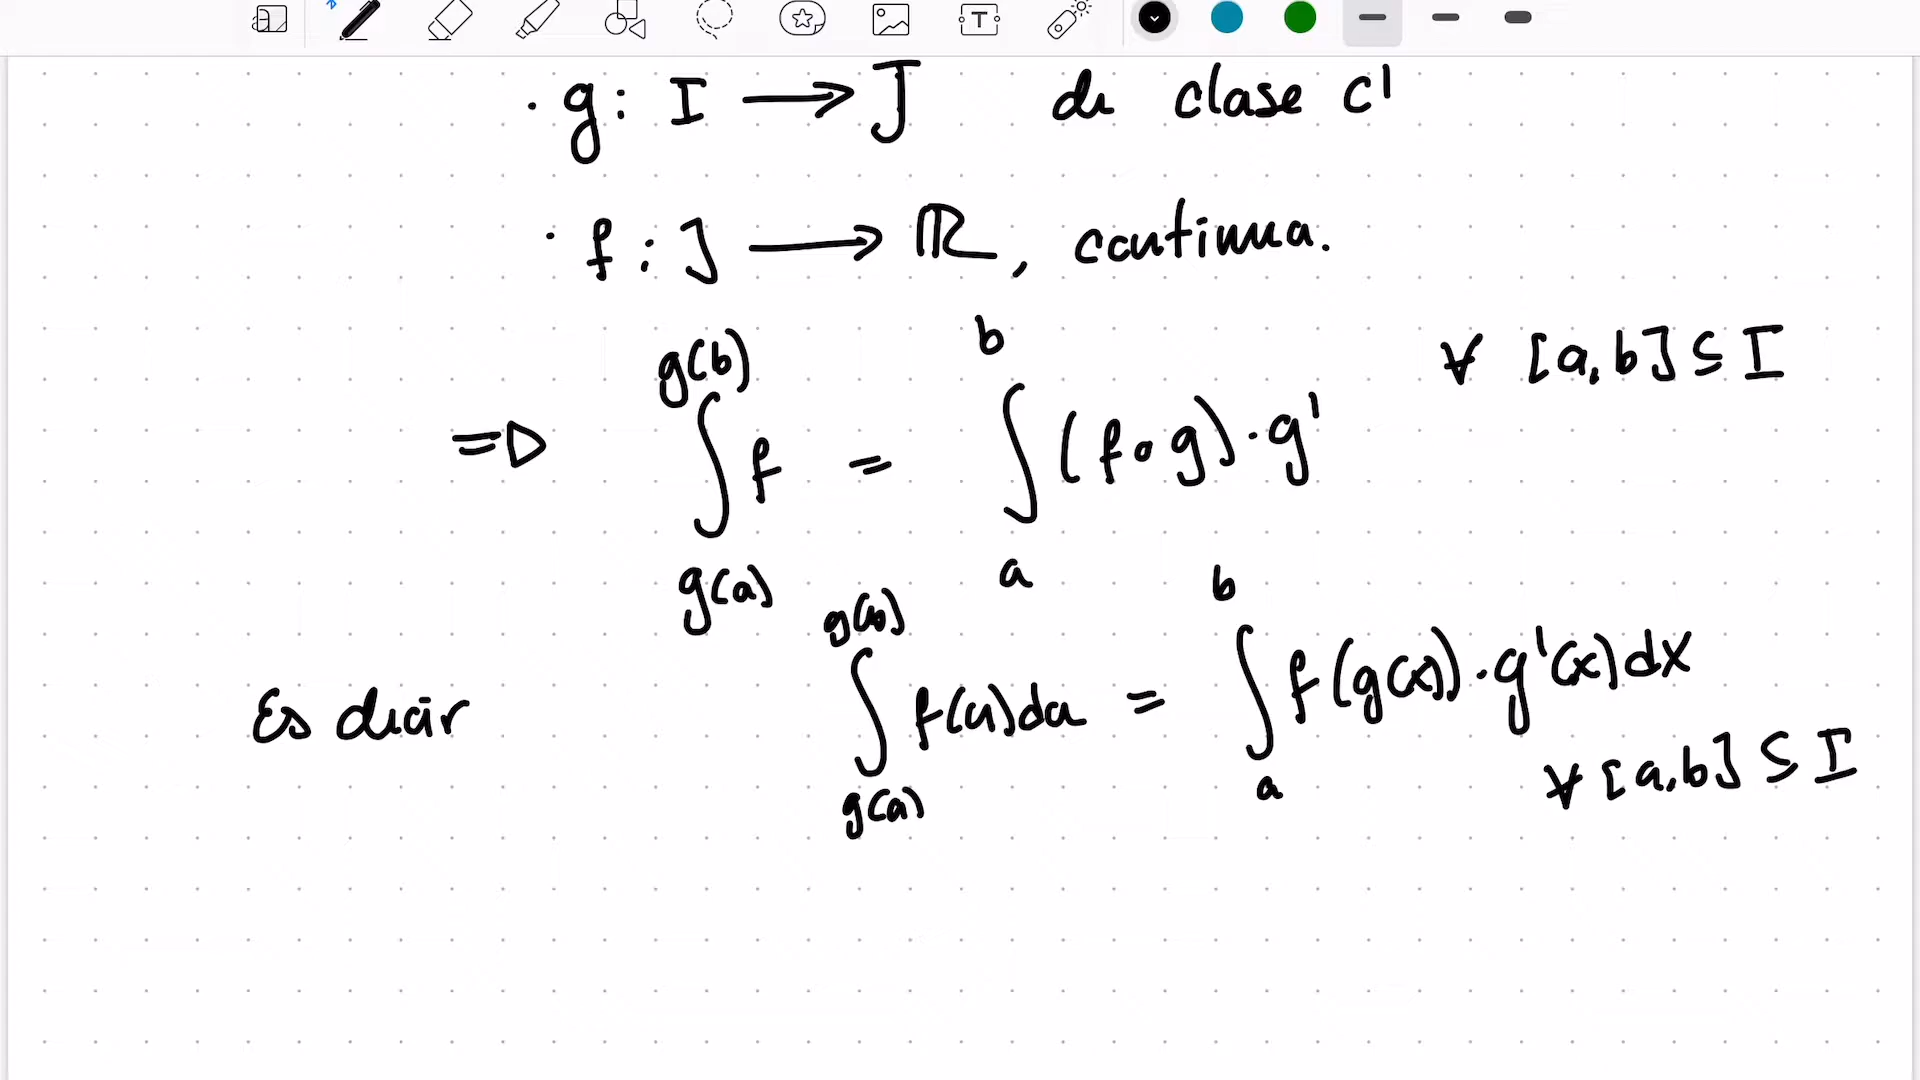 · g: I ⟶ J de clase C¹
· f: J ⟶ ℝ, continua.
⇒ ∫_{g(a)}^{g(b)} f = ∫_a^b (f∘g)·g' ∀ [a,b] ⊆ I
Es decir ∫_{g(a)}^{g(b)} f(u)du = ∫_a^b f(g(x))·g'(x)dx
∀ [a,b] ⊆ I